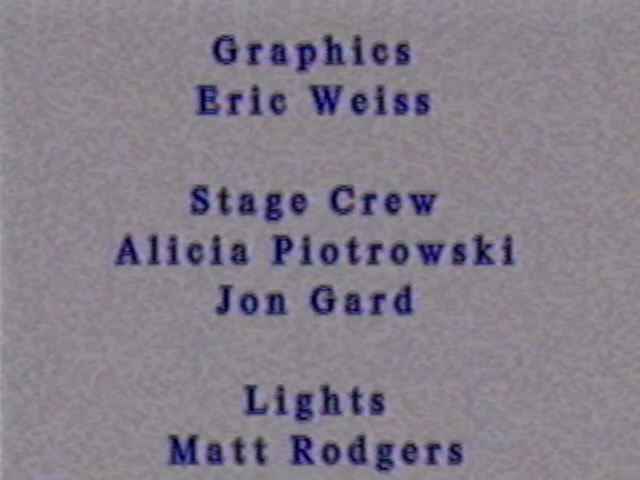 Graphics
Eric Weiss
Stage Crew
Alicia Piotrowski
Jon Gard
Lights
Matt Rodgers